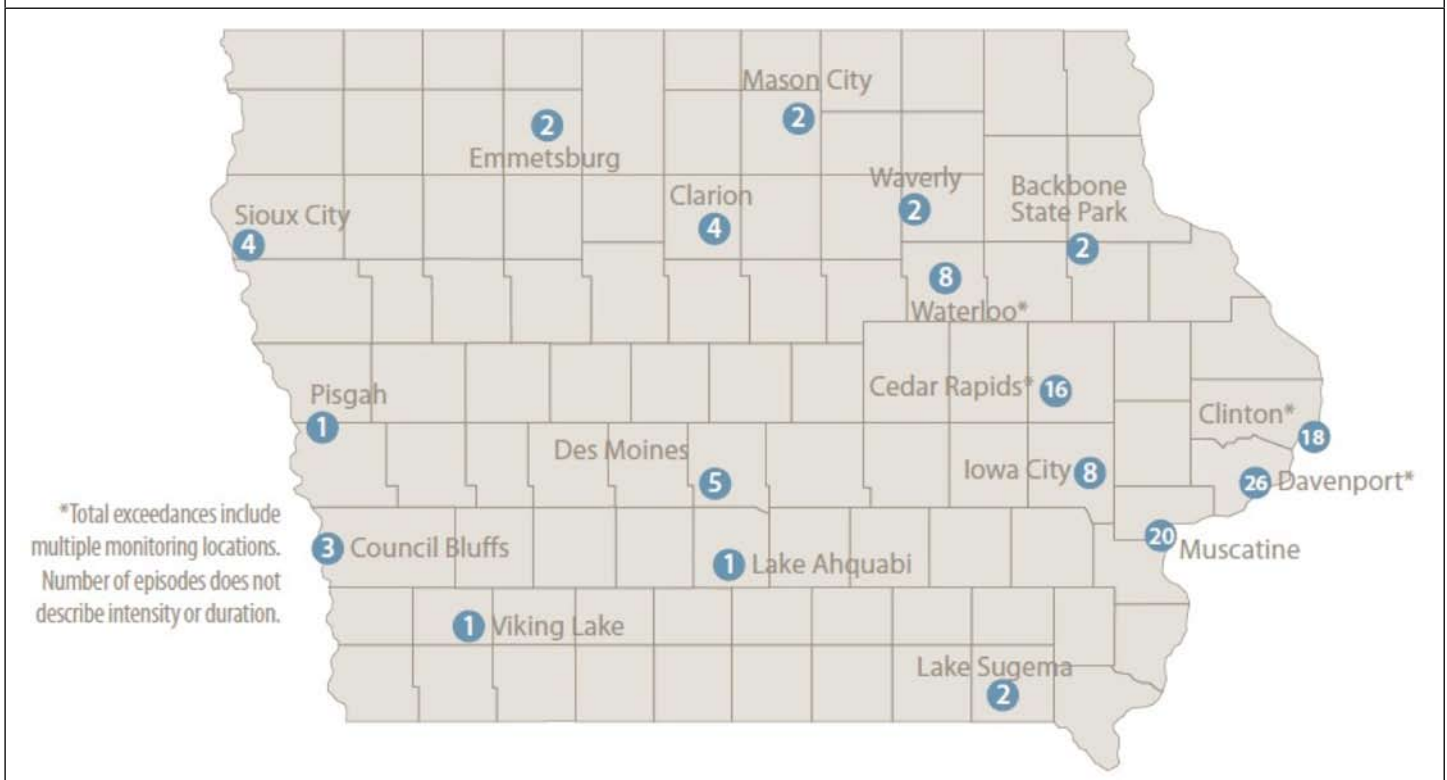 Mason City
2
2
Emmetsburg
Waverly
2
Backbone
State Park
2
Clarion
4
Sioux City
4
8
Waterloo*
Pisgah
1
Cedar Rapids* 16
Clinton*
18
Des Moines
5
Iowa City 8
26 Davenport*
*Total exceedances include
multiple monitoring locations.
Number of episodes does not
describe intensity or duration.
3 Council Bluffs
1 Lake Ahquabi
20 Muscatine
1 Viking Lake
Lake Sugema
2